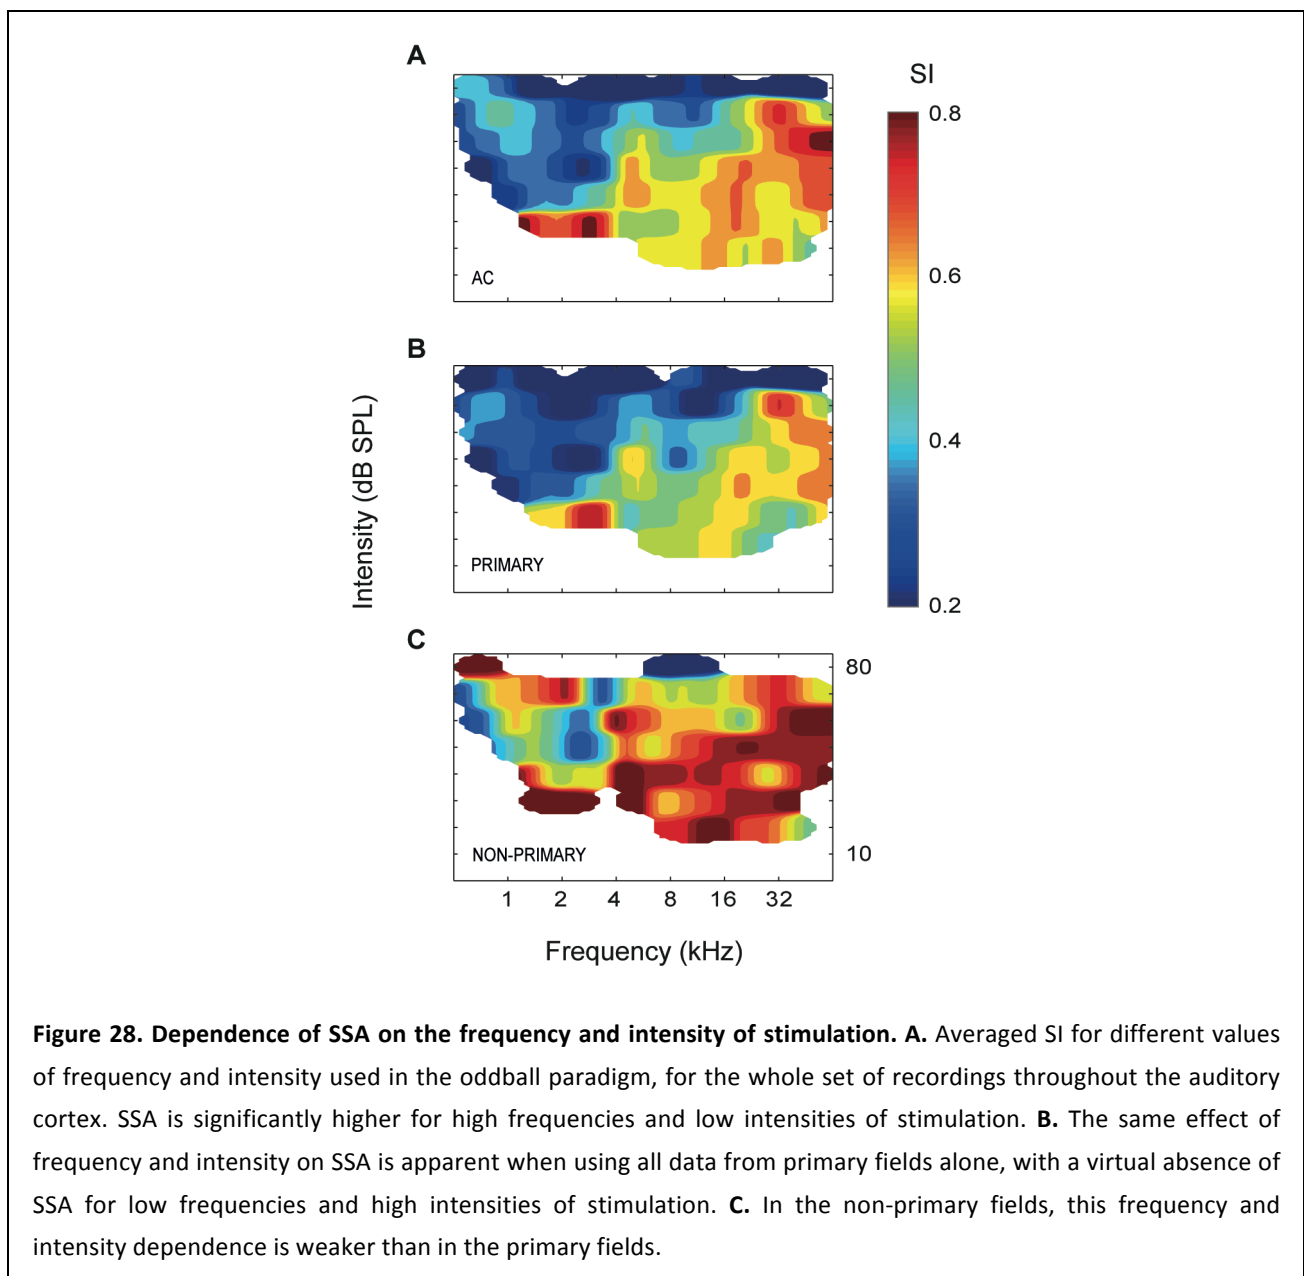 A
SI
0.8
AC
0.6
B
Intensity (dB SPL)
0.4
PRIMARY
0.2
C
80
NON-PRIMARY
10
1 2 4 8 16 32
Frequency (kHz)
Figure 28. Dependence of SSA on the frequency and intensity of stimulation. A. Averaged SI for different values
of frequency and intensity used in the oddball paradigm, for the whole set of recordings throughout the auditory
cortex. SSA is significantly higher for high frequencies and low intensities of stimulation. B. The same effect of
frequency and intensity on SSA is apparent when using all data from primary fields alone, with a virtual absence of
SSA for low frequencies and high intensities of stimulation. C. In the non-primary fields, this frequency and
intensity dependence is weaker than in the primary fields.